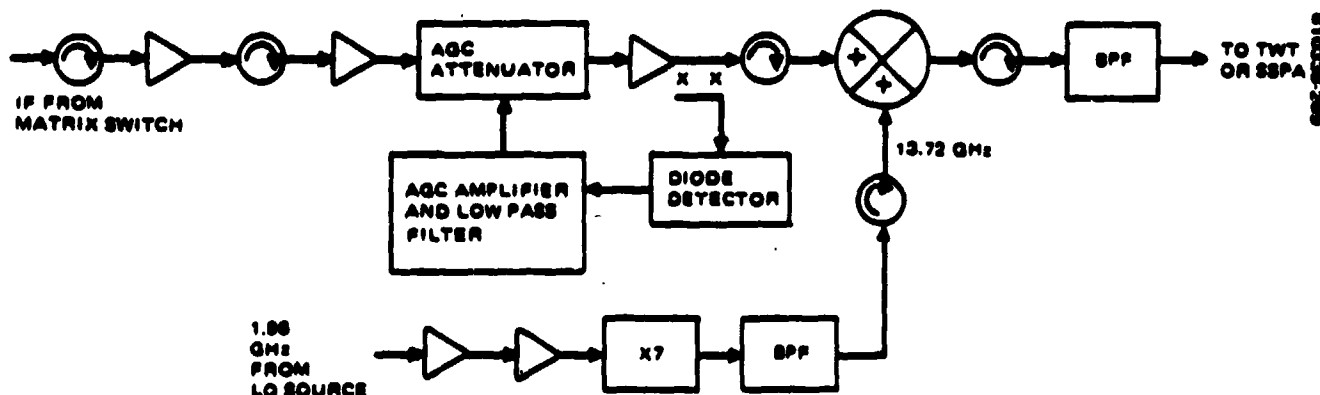 AGC
ATTENUATOR
BPF
TO TWT
OR SSPA
IF FROM
MATRIX SWITCH
13.72 GHz
AGC AMPLIFIER
AND LOW PASS
FILTER
DIODE
DETECTOR
1.96
GHz
FROM
LO SOURCE
X7
BPF